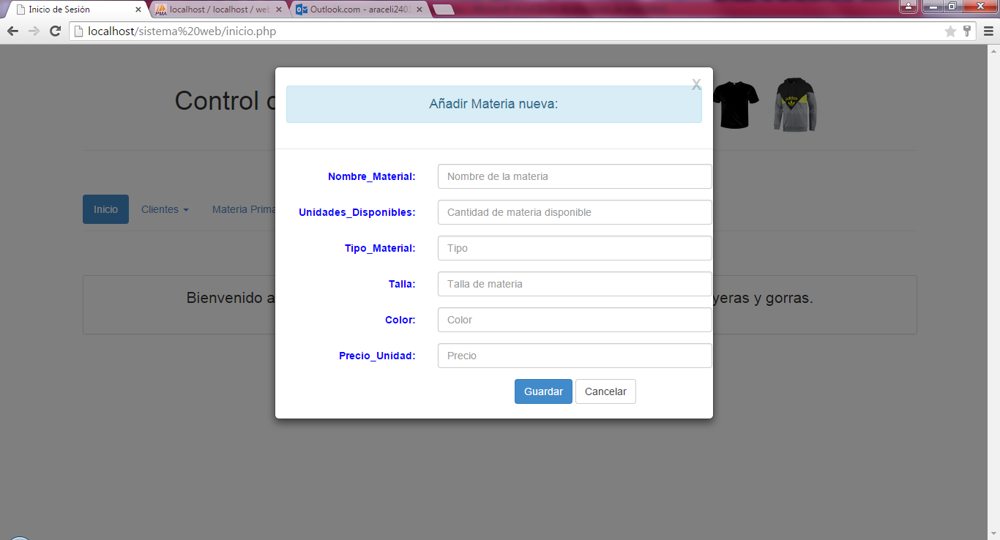 Inicio de Sesión
localhost / localhost / web
Outlook.com - araceli240
localhost/sistema%20web/inicio.php
x
Añadir Materia nueva:
Control
adidas
Nombre_Material: Nombre de la materia
Inicio Clientes Materia Prima
Unidades_Disponibles: Cantidad de materia disponible
Tipo_Material: Tipo
Talla: Talla de materia
Bienvenido a yeras y gorras.
Color: Color
Precio_Unidad: Precio
Guardar Cancelar